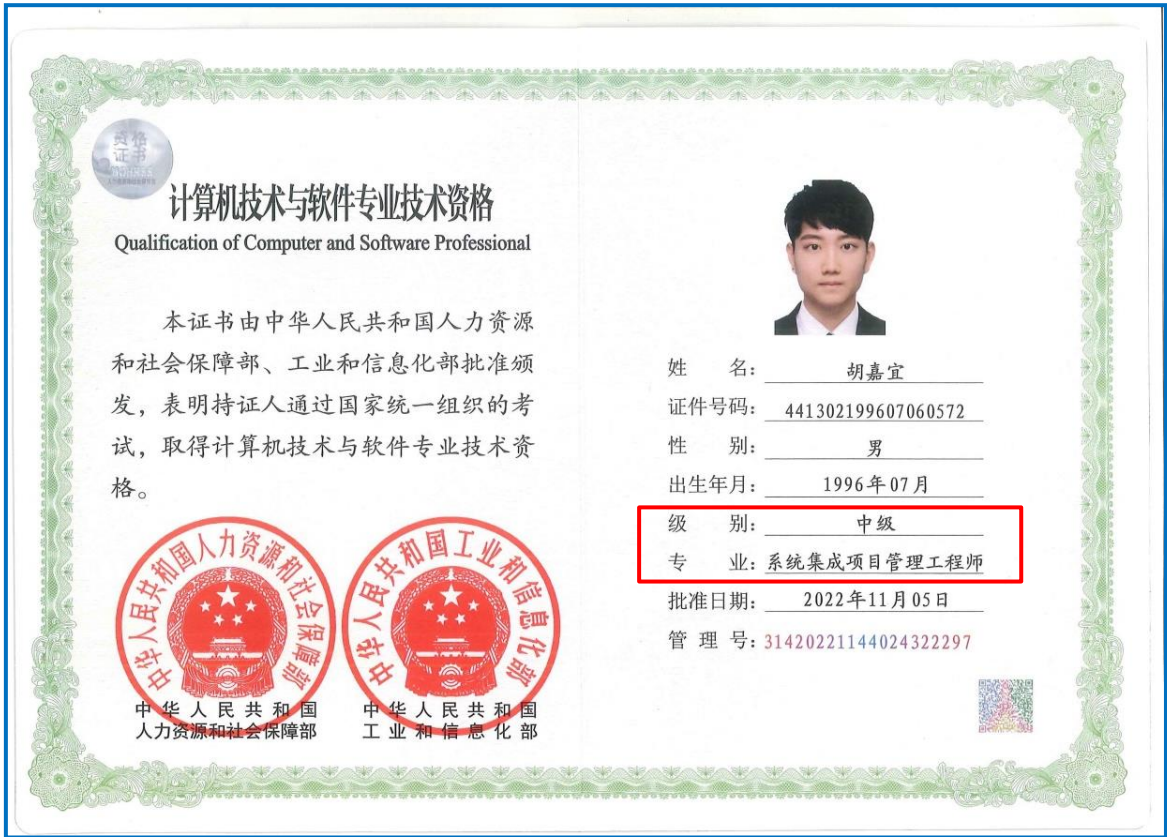 资格
证书
计算机技术与软件专业技术资格
Qualification of Computer and Software Professional
本证书由中华人民共和国人力资源
和社会保障部、工业和信息化部批准颁
发，表明持证人通过国家统一组织的考
试，取得计算机技术与软件专业技术资
格。
中华人民共和国人力资源和社会保障部
中华人民共和国工业和信息化部
中华人民共和国
人力资源和社会保障部
中华人民共和国
工业和信息化部
姓 名： 胡嘉宜
证件号码： 441302199607060572
性 别： 男
出生年月： 1996年07月
级 别： 中级
专 业： 系统集成项目管理工程师
批准日期： 2022年11月05日
管 理 号： 31420221144024322297